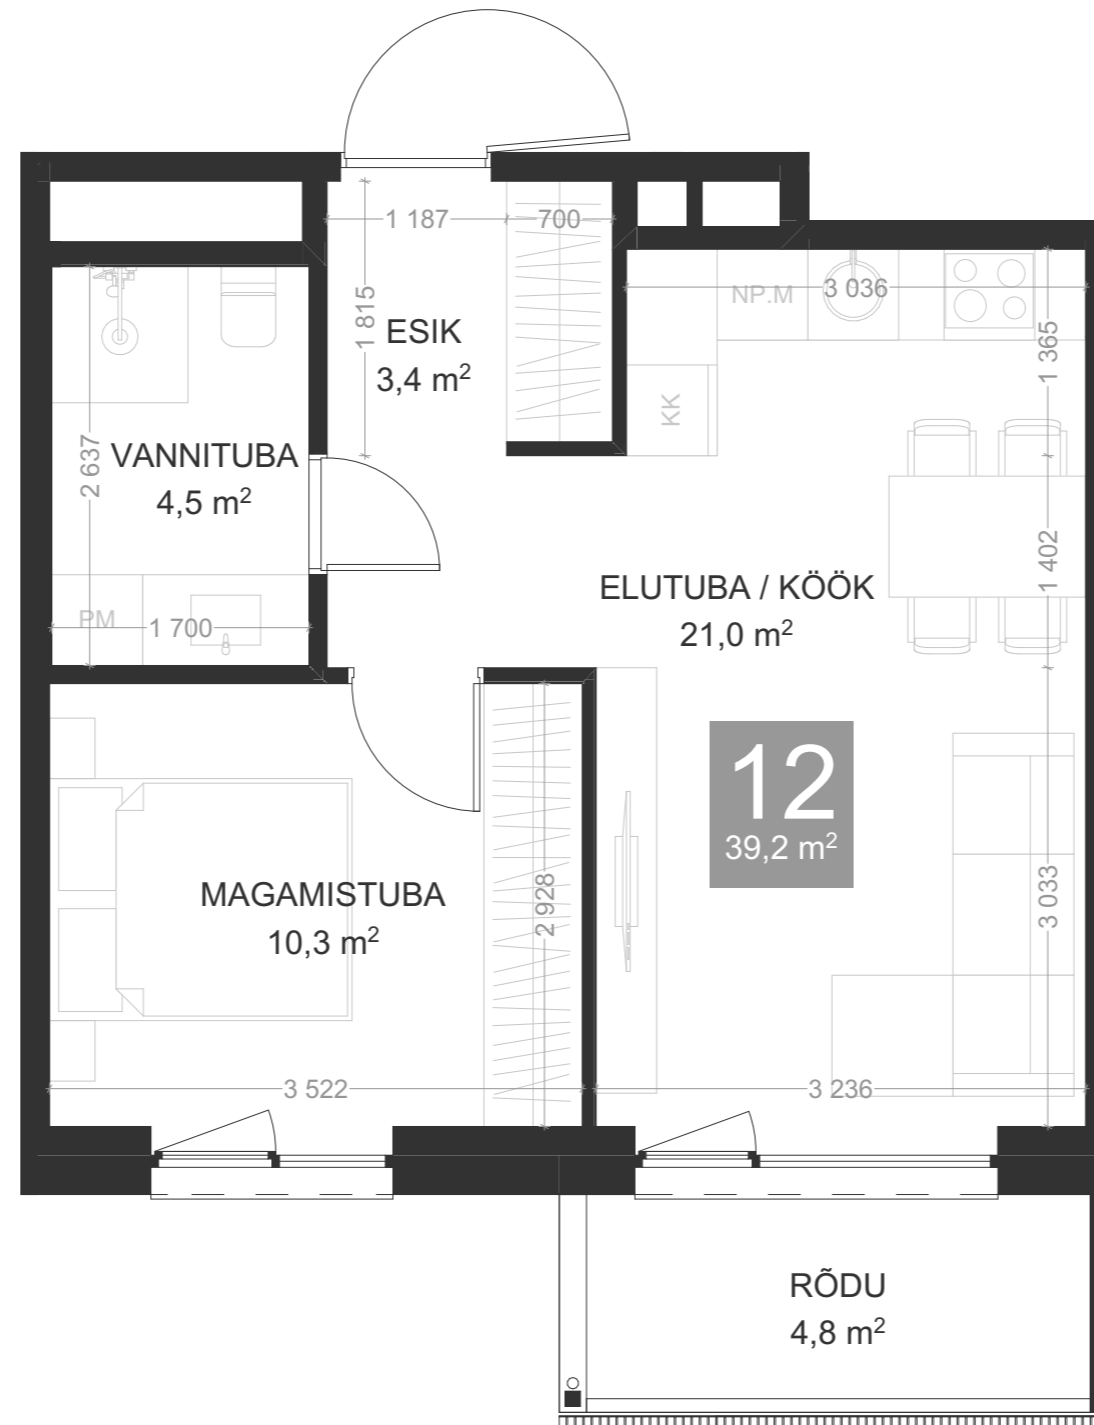 1 187
700
1 815
ESIK
3,4 m²
NP.M
3 036
1 365
KK
2 637
VANNITUBA
4,5 m²
1 402
ELUTUBA / KÖÖK
21,0 m²
PM
1 700
12
39,2 m²
MAGAMISTUBA
10,3 m²
2 928
3 033
3 522
3 236
RÕDU
4,8 m²